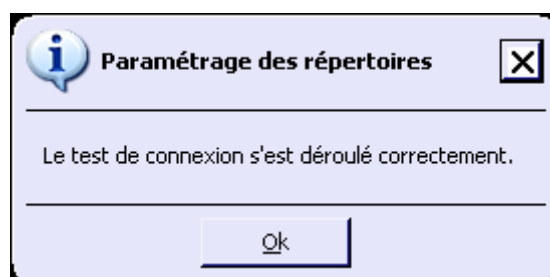 Paramétrage des répertoires
Le test de connexion s'est déroulé correctement.
Ok